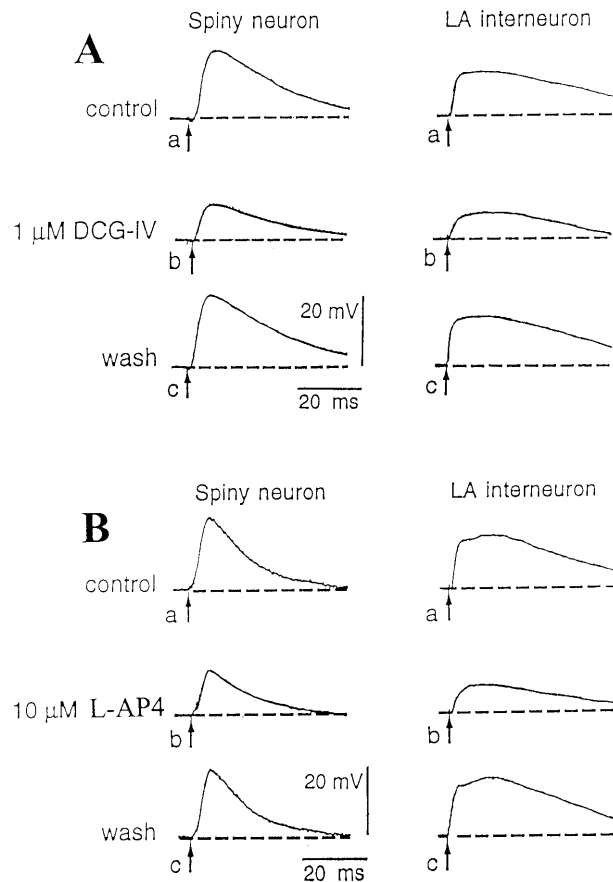 Spiny neuron LA interneuron
A
control
a a
1 μM DCG-IV
b b
20 mV
wash
c c
20 ms
Spiny neuron LA interneuron
B
control
a a
10 μM L-AP4
b b
20 mV
wash
c c
20 ms